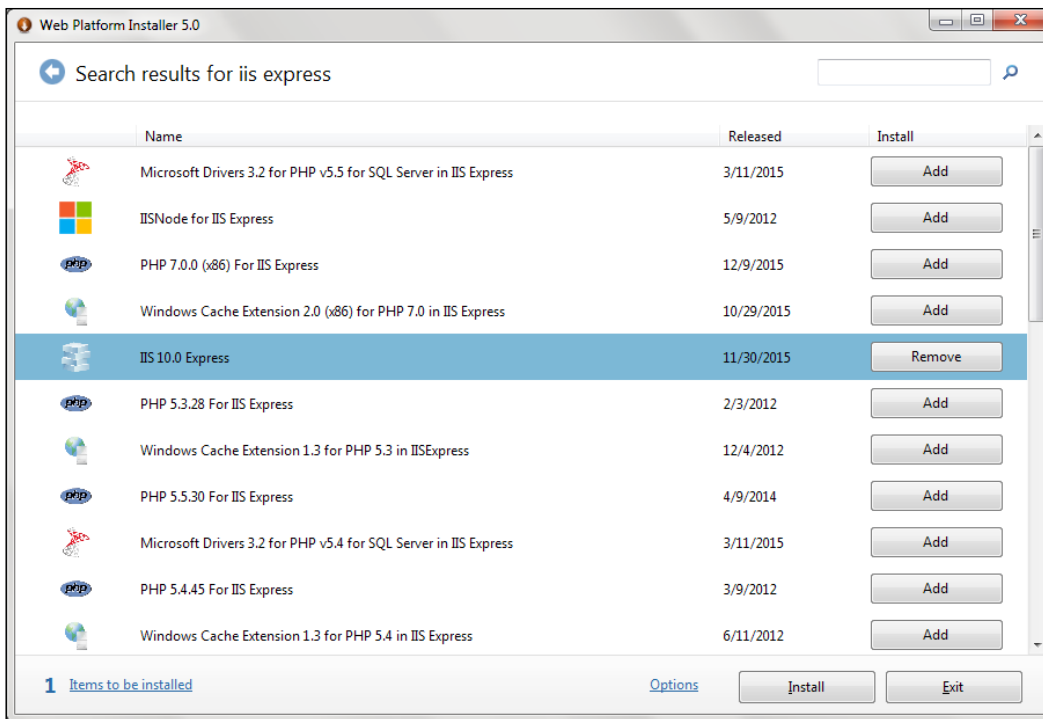 Web Platform Installer 5.0
Search results for iis express
Name Released Install
Microsoft Drivers 3.2 for PHP v5.5 for SQL Server in IIS Express 3/11/2015 Add
IISNode for IIS Express 5/9/2012 Add
php PHP 7.0.0 (x86) For IIS Express 12/9/2015 Add
Windows Cache Extension 2.0 (x86) for PHP 7.0 in IIS Express 10/29/2015 Add
IIS 10.0 Express 11/30/2015 Remove
php PHP 5.3.28 For IIS Express 2/3/2012 Add
Windows Cache Extension 1.3 for PHP 5.3 in IISExpress 12/4/2012 Add
php PHP 5.5.30 For IIS Express 4/9/2014 Add
Microsoft Drivers 3.2 for PHP v5.4 for SQL Server in IIS Express 3/11/2015 Add
php PHP 5.4.45 For IIS Express 3/9/2012 Add
Windows Cache Extension 1.3 for PHP 5.4 in IIS Express 6/11/2012 Add
1 Items to be installed Options Install Exit